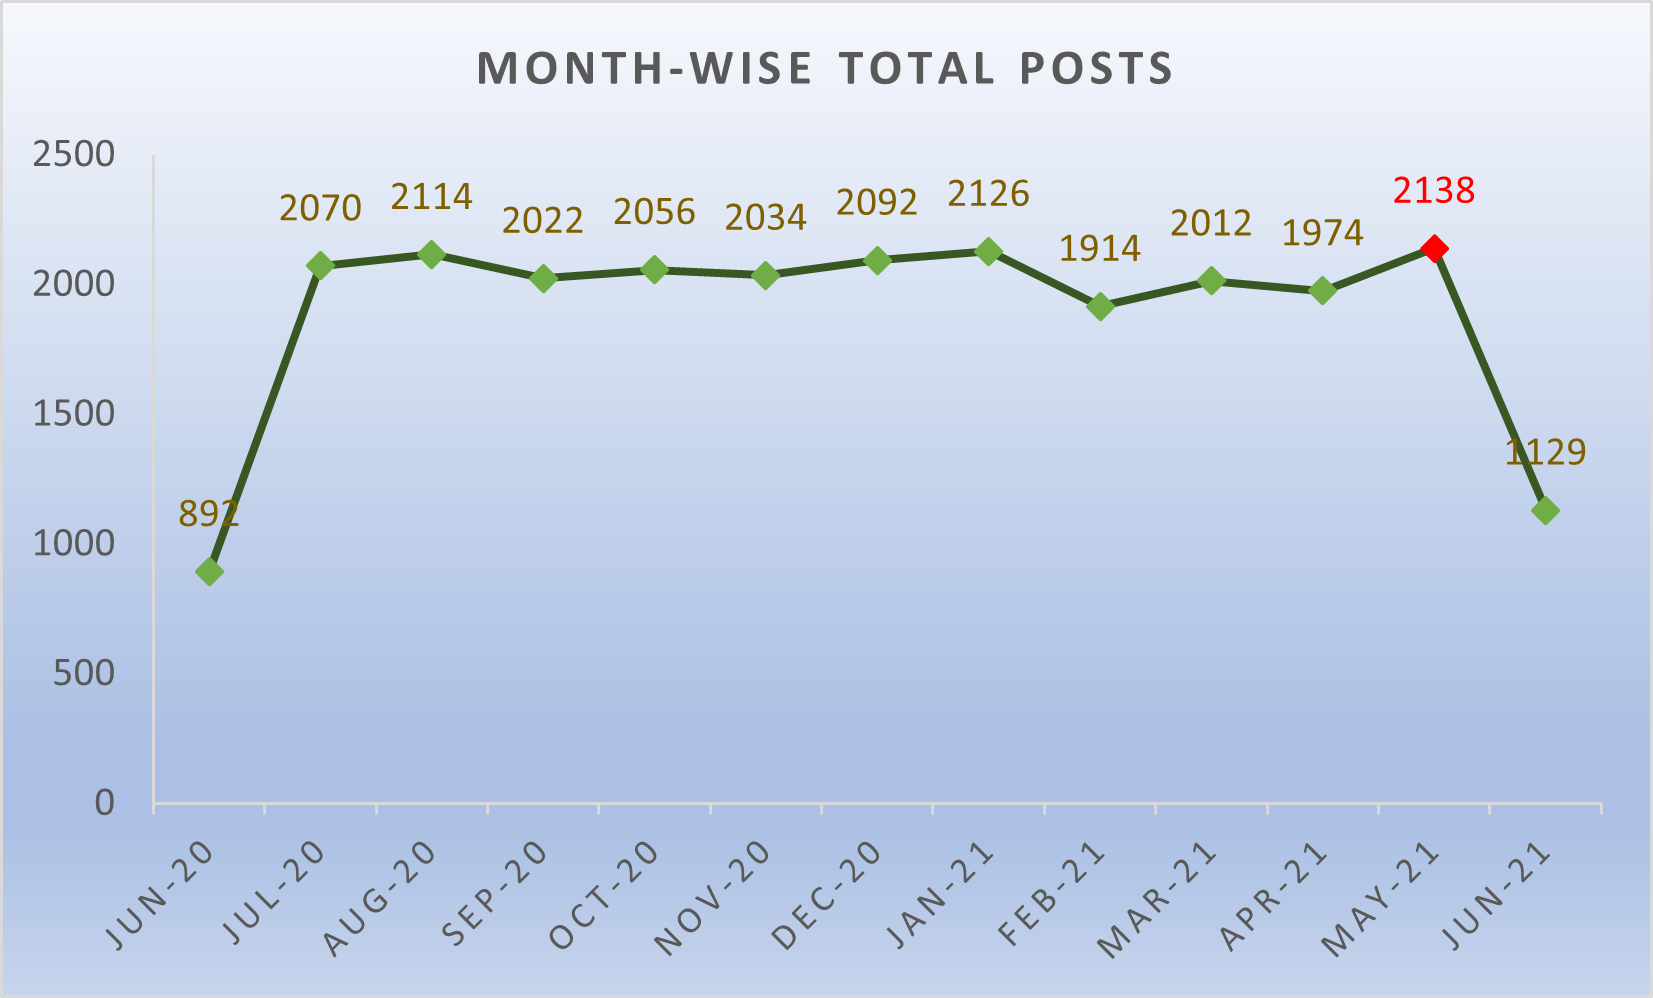 MONTH-WISE TOTAL POSTS
2500
2000
1500
1000
500
0
892
2070
2114
2022
2056
2034
2092
2126
1914
2012
1974
2138
1129
JUN-20
JUL-20
AUG-20
SEP-20
OCT-20
NOV-20
DEC-20
JAN-21
FEB-21
MAR-21
APR-21
MAY-21
JUN-21